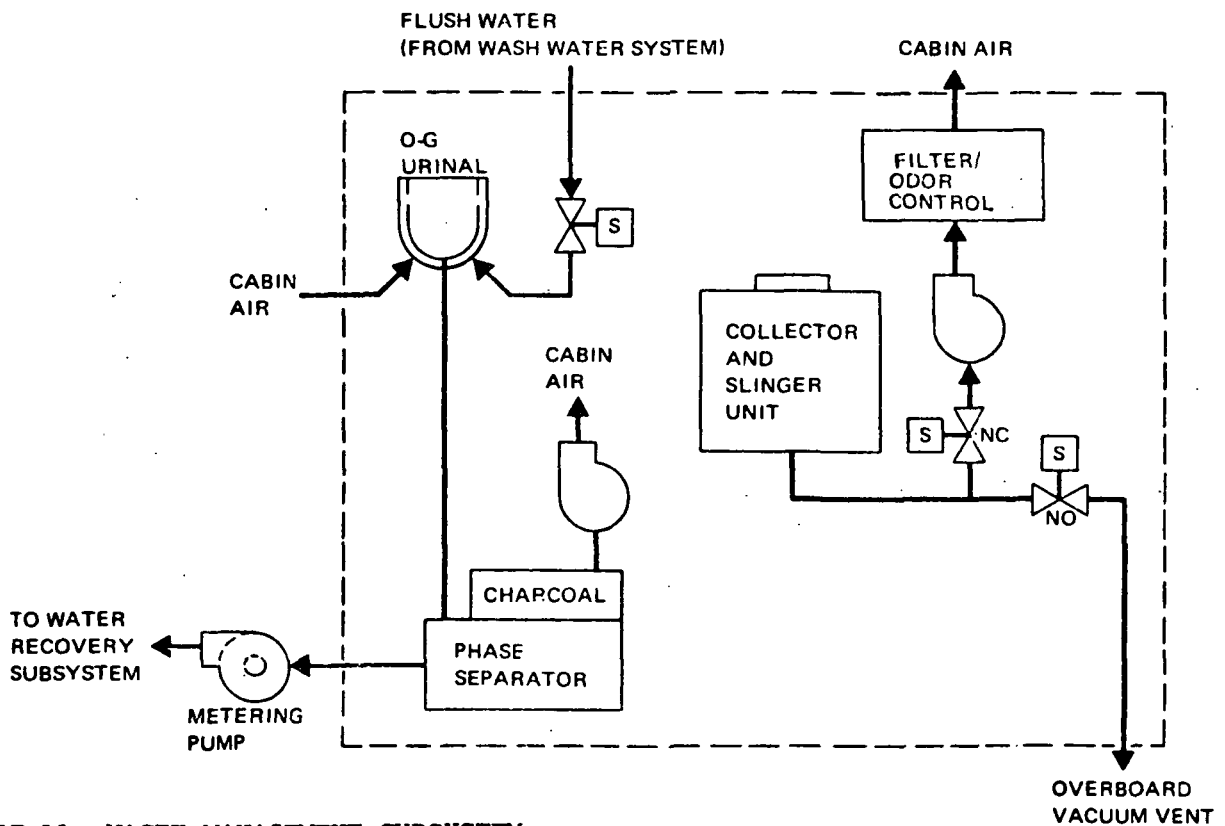 FLUSH WATER
(FROM WASH WATER SYSTEM)
CABIN AIR
O-G
URINAL
FILTER/
ODOR
CONTROL
S
CABIN
AIR
COLLECTOR
AND
SLINGER
UNIT
CABIN
AIR
S
NC
S
NO
CHARCOAL
TO WATER
RECOVERY
SUBSYSTEM
PHASE
SEPARATOR
METERING
PUMP
OVERBOARD
VACUUM VENT